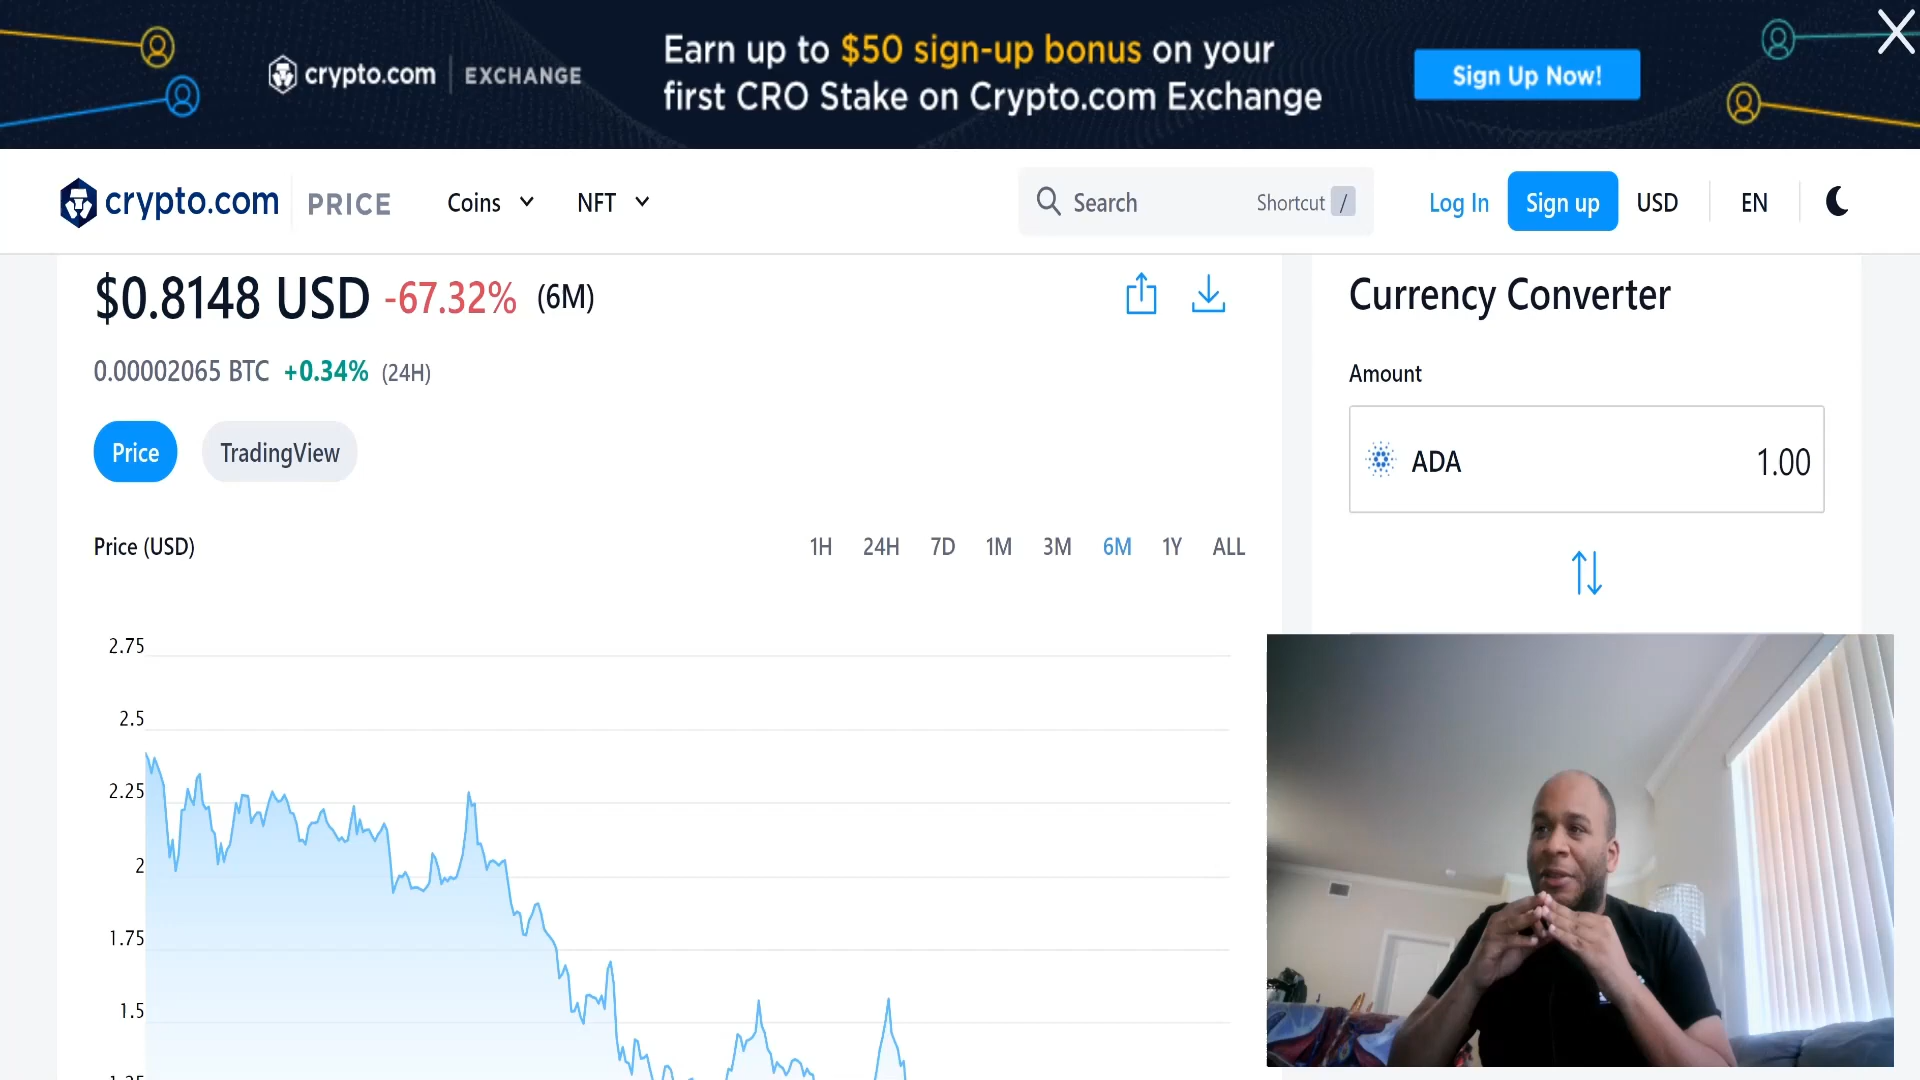 crypto.com EXCHANGE
Earn up to $50 sign-up bonus on your
first CRO Stake on Crypto.com Exchange
Sign Up Now!
crypto.com PRICE
Coins
NFT
Search
Shortcut /
Log In
Sign up
USD
EN
$0.8148 USD -67.32% (6M)
0.00002065 BTC +0.34% (24H)
Price
TradingView
Price (USD)
1H 24H 7D 1M 3M 6M 1Y ALL
2.75
2.5
2.25
2
1.75
1.5
Currency Converter
Amount
ADA 1.00